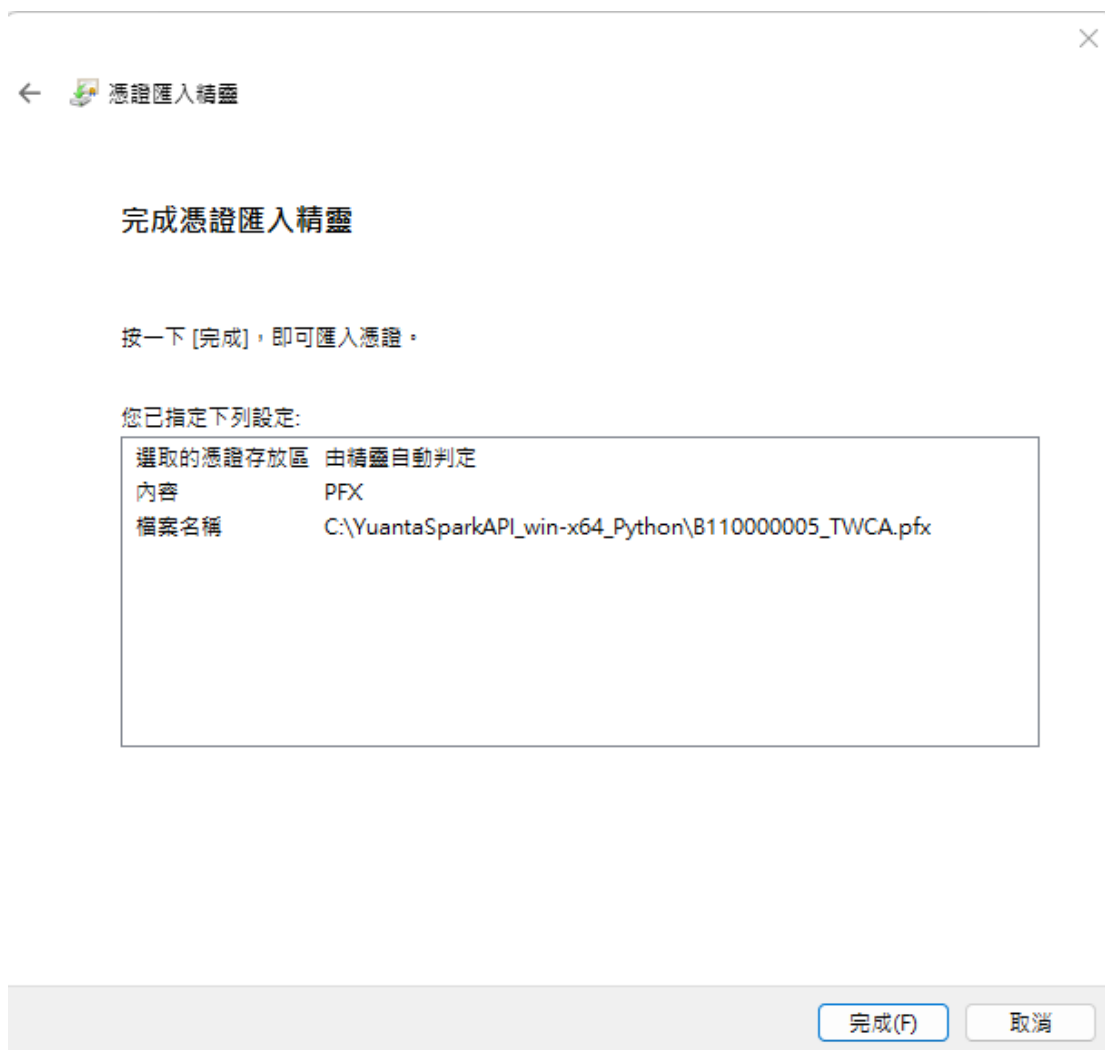 憑證匯入精靈
完成憑證匯入精靈
按一下 [完成]，即可匯入憑證。
您已指定下列設定:
選取的憑證存放區 由精靈自動判定
內容 PFX
檔案名稱 C:\YuantaSparkAPI_win-x64_Python\B110000005_TWCA.pfx
完成(F) 取消